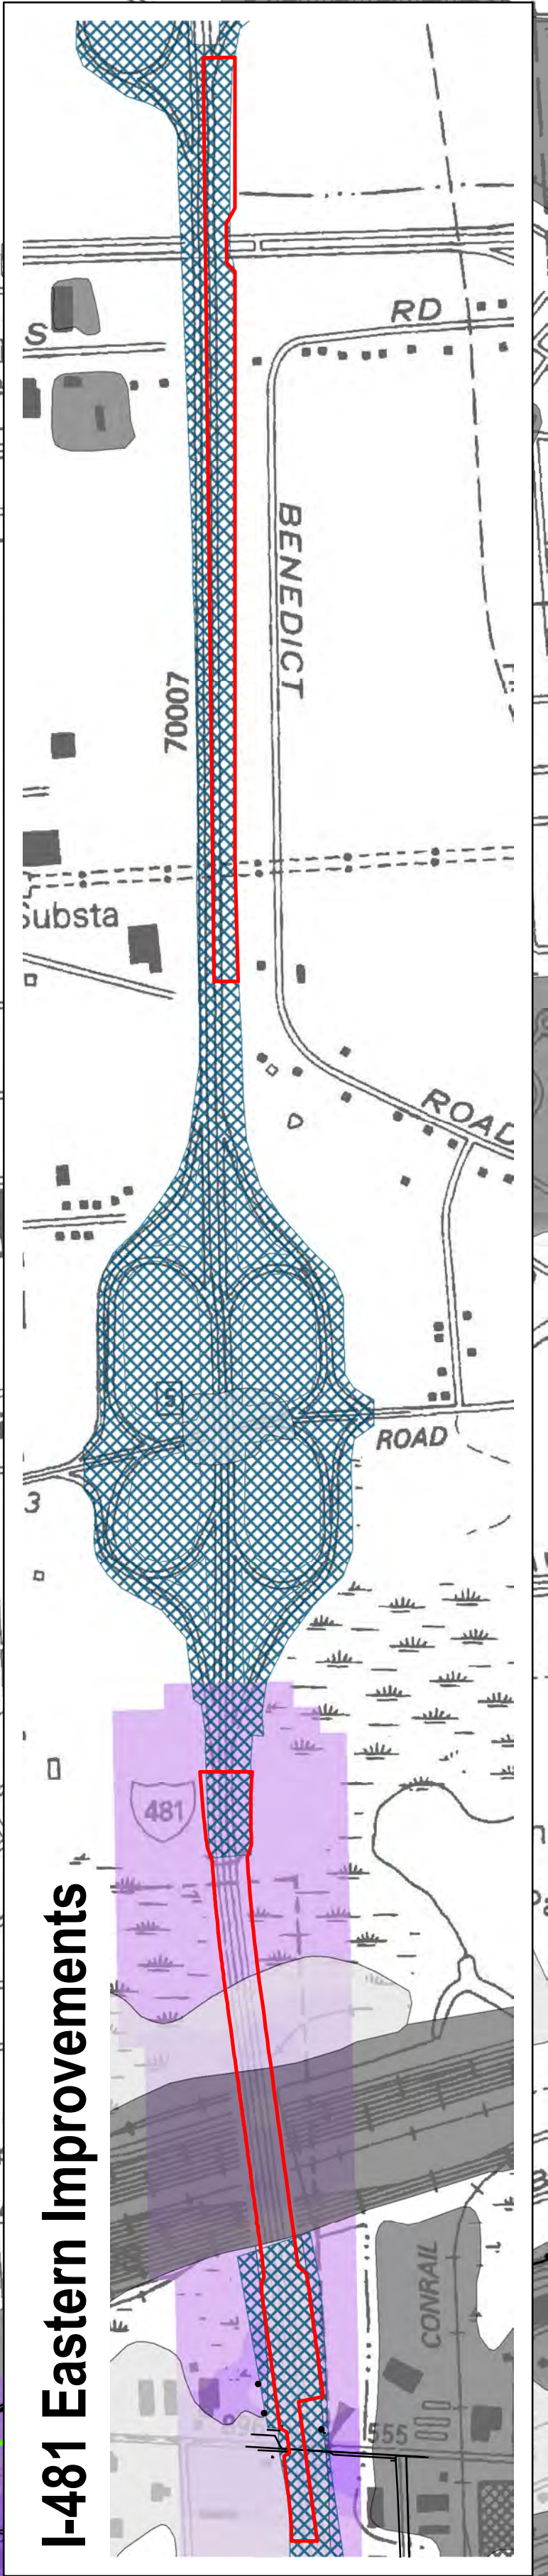 RD
S
BENEDICT
70007
Substa
ROAD
5
ROAD
3
481
I-481 Eastern Improvements
CONRAIL
555